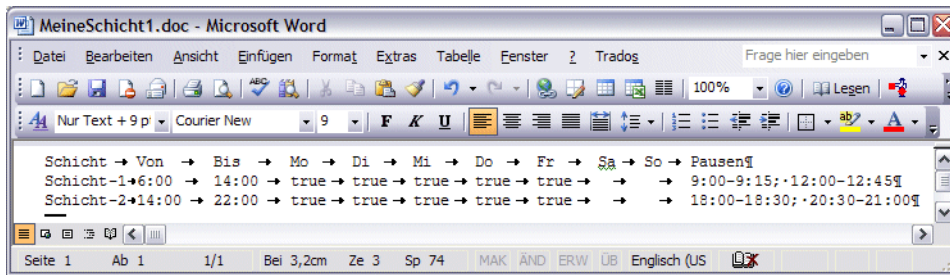 MeineSchicht1.doc - Microsoft Word
Datei Bearbeiten Ansicht Einfügen Format Extras Tabelle Fenster ? Trados Frage hier eingeben
100% Lesen
Nur Text + 9 p Courier New 9 F K U
Schicht → Von → Bis → Mo → Di → Mi → Do → Fr → Sa → So → Pausen¶
Schicht-1→6:00 → 14:00 → true → true → true → true → true → → → 9:00-9:15;·12:00-12:45¶
Schicht-2→14:00 → 22:00 → true → true → true → true → true → → → 18:00-18:30;·20:30-21:00¶
Seite 1 Ab 1 1/1 Bei 3,2cm Ze 3 Sp 74 MAK ÄND ERW ÜB Englisch (US